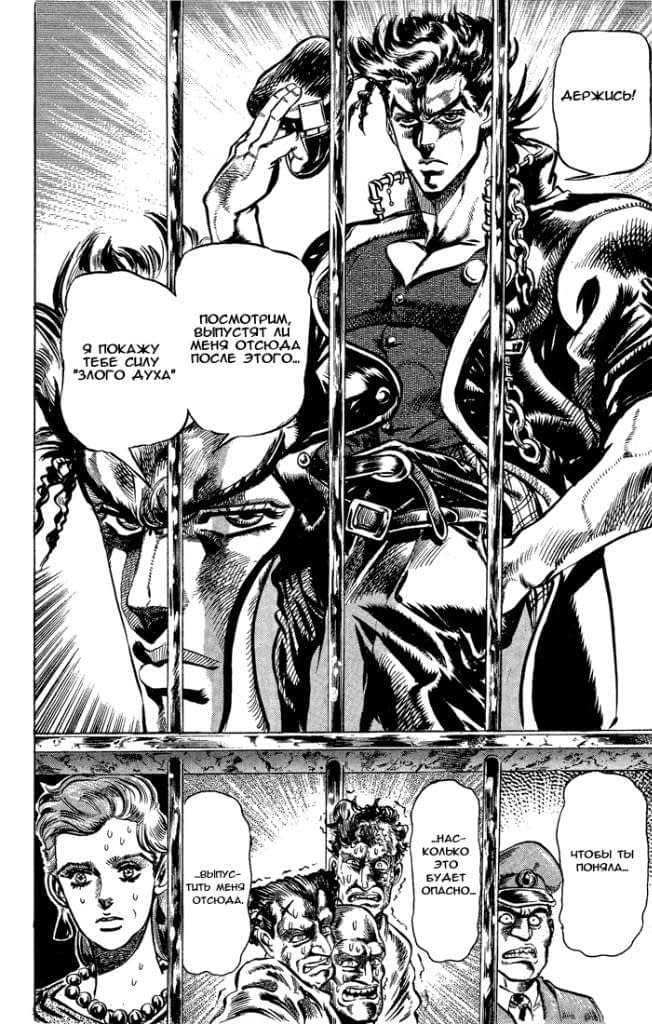 ДЕРЖИСЬ!
ПОСМОТРИМ,
ВЫПУСТЯТ ЛИ
МЕНЯ ОТСЮДА
ПОСЛЕ ЭТОГО...
Я ПОКАЖУ
ТЕБЕ СИЛУ
"ЗЛОГО ДУХА"
ЧТОБЫ ТЫ
ПОНЯЛА...
...НАС-
КОЛЬКО
ЭТО
БУДЕТ
ОПАСНО...
...ВЫПУС-
ТИТЬ МЕНЯ
ОТСЮДА.